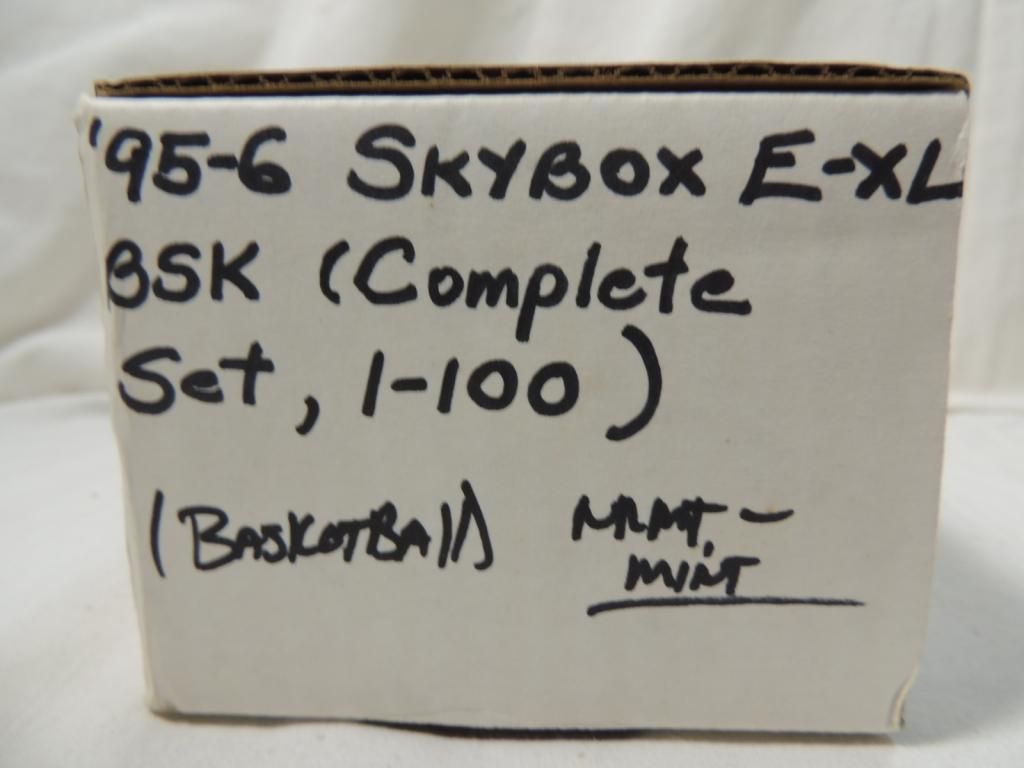 '95-6 SKYBOX E-XL
BSK (Complete
Set, 1-100)
(BASKETBALL) NRMT. -
MINT